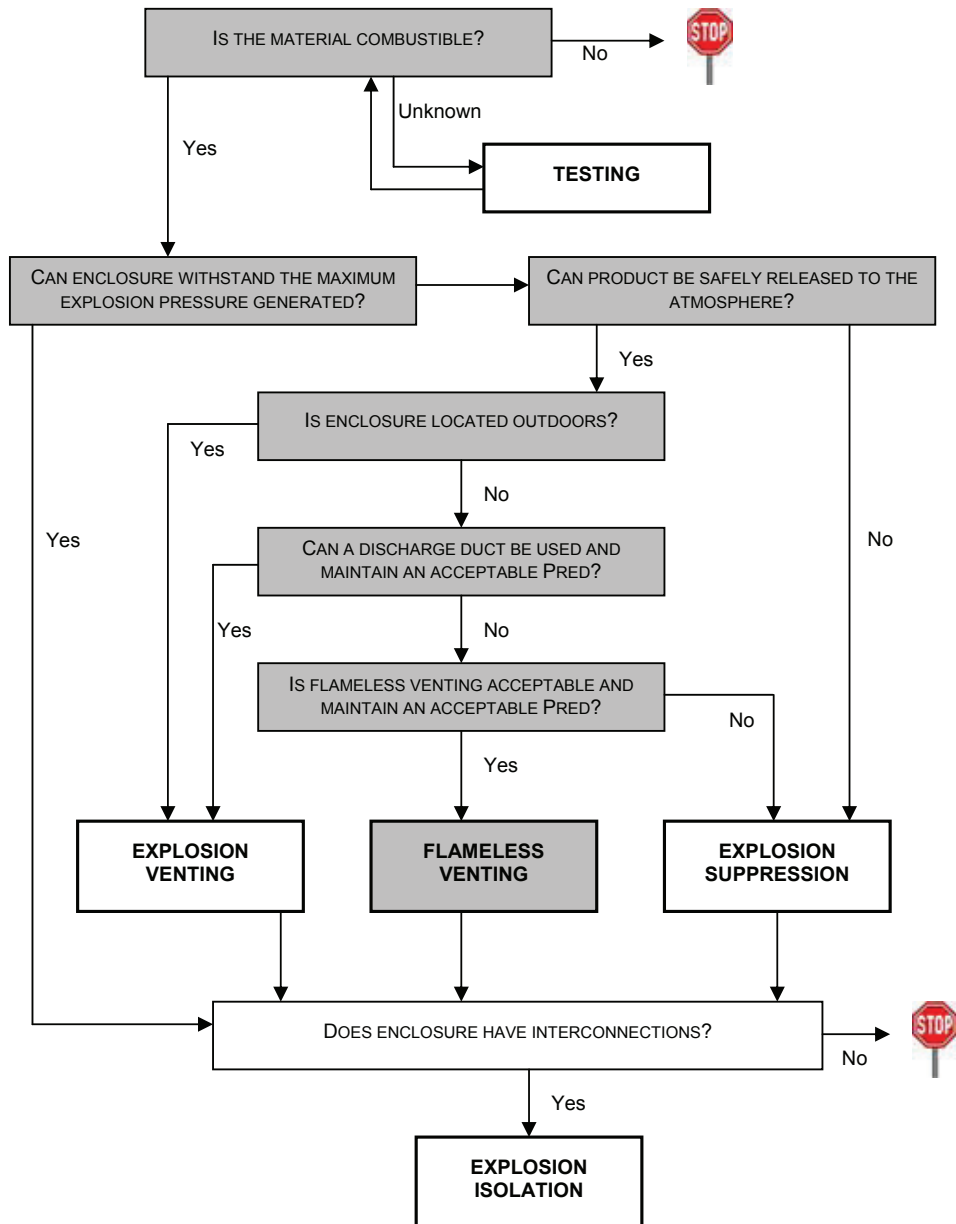 IS THE MATERIAL COMBUSTIBLE?
STOP
No
Unknown
Yes
TESTING
CAN ENCLOSURE WITHSTAND THE MAXIMUM
EXPLOSION PRESSURE GENERATED?
CAN PRODUCT BE SAFELY RELEASED TO THE
ATMOSPHERE?
Yes
IS ENCLOSURE LOCATED OUTDOORS?
Yes
No
Yes
No
CAN A DISCHARGE DUCT BE USED AND
MAINTAIN AN ACCEPTABLE PRED?
Yes
No
IS FLAMELESS VENTING ACCEPTABLE AND
MAINTAIN AN ACCEPTABLE PRED?
No
Yes
EXPLOSION
VENTING
FLAMELESS
VENTING
EXPLOSION
SUPPRESSION
DOES ENCLOSURE HAVE INTERCONNECTIONS?
STOP
No
Yes
EXPLOSION
ISOLATION